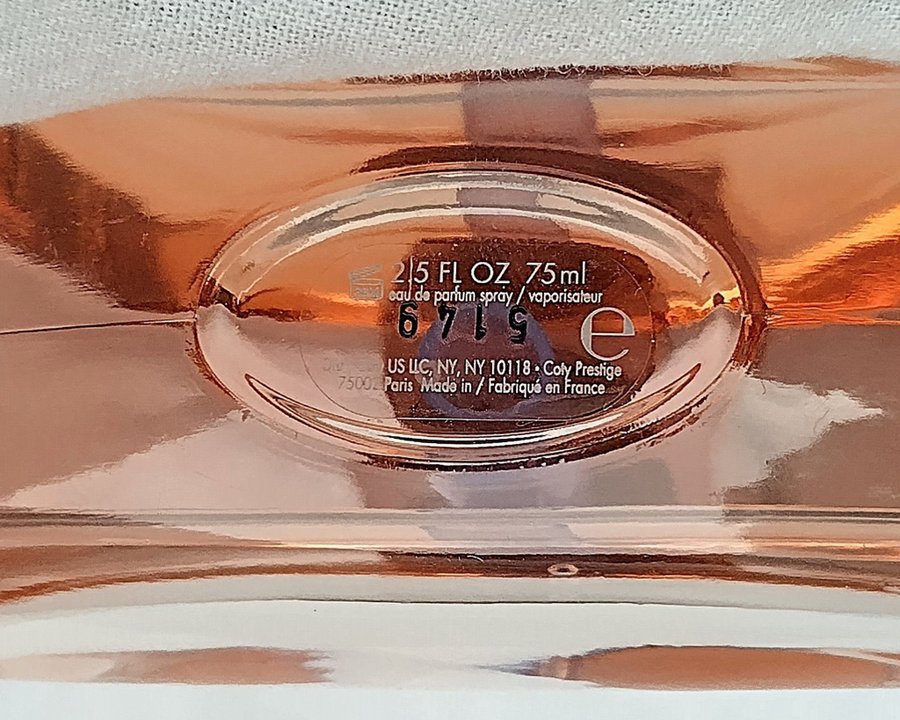 2|5 FL OZ 75ml
eau de parfum spray / vaporisateur
5149
e
US LLC, NY, NY 10118 • Coty Prestige
75002 Paris Made in / Fabriqué en France